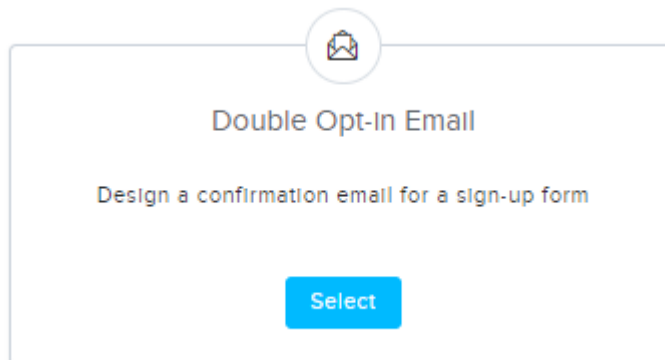 Double Opt-in Email
Design a confirmation email for a sign-up form
Select